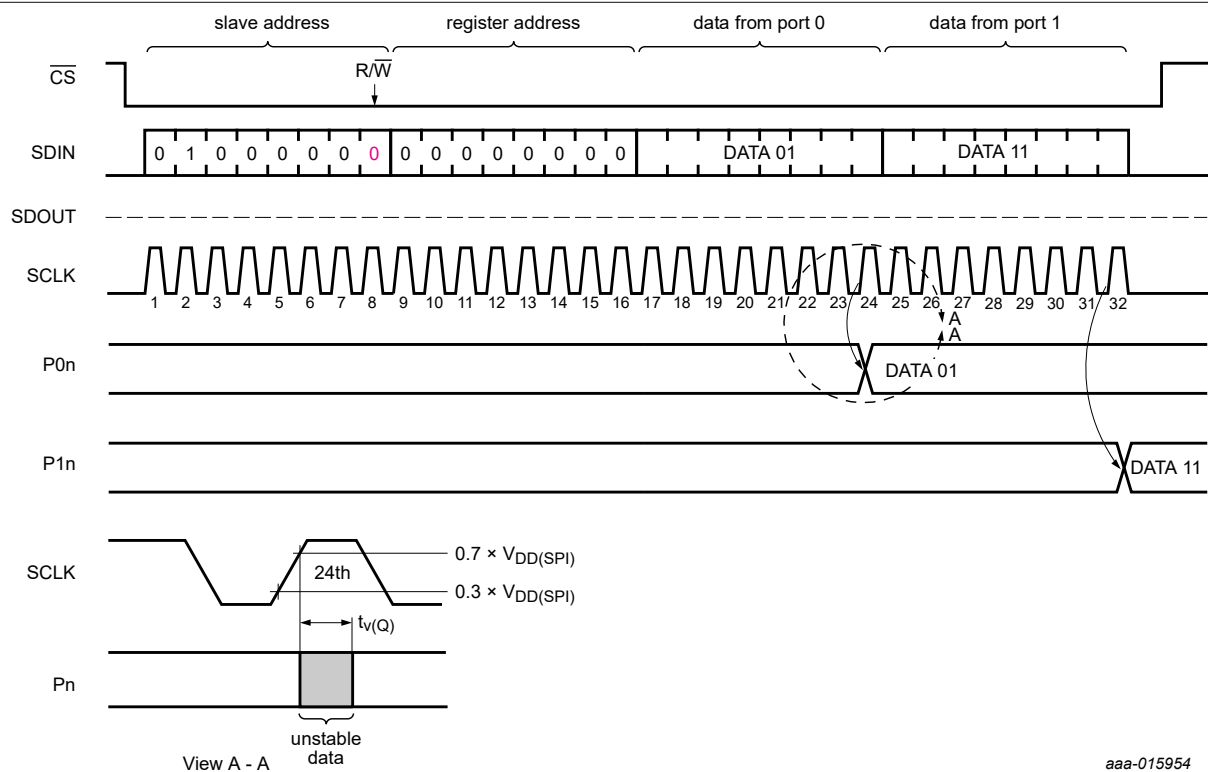 slave address register address data from port 0 data from port 1
R/W̅
C̅S̅
SDIN 0 1 0 0 0 0 0 0 0 0 0 0 0 0 0 0 DATA 01 DATA 11
SDOUT
SCLK
1 2 3 4 5 6 7 8 9 10 11 12 13 14 15 16 17 18 19 20 21 22 23 24 25 26 27 28 29 30 31 32
A
A
P0n DATA 01
P1n DATA 11
SCLK 24th 0.7 × VDD(SPI)
0.3 × VDD(SPI)
tv(Q)
Pn
unstable
data
View A - A
aaa-015954